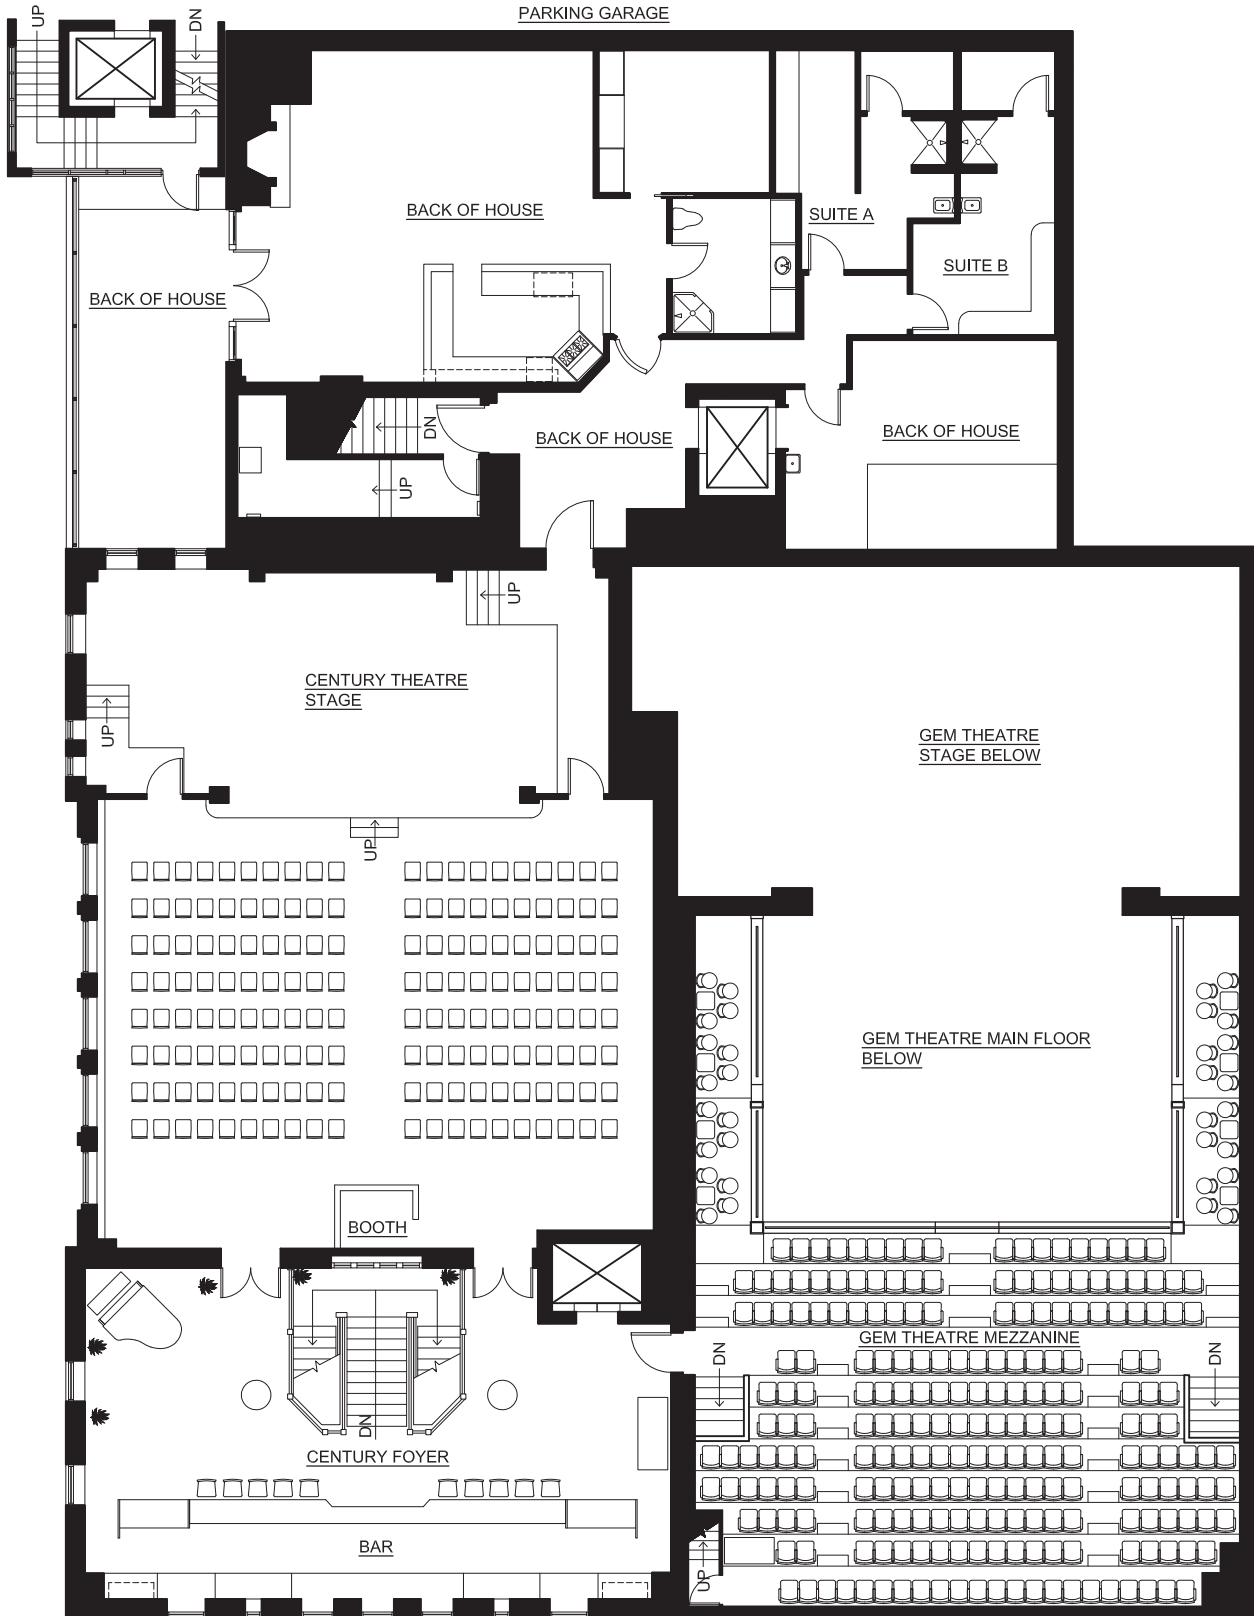 PARKING GARAGE
UP
DN
BACK OF HOUSE
SUITE A
SUITE B
BACK OF HOUSE
DN
BACK OF HOUSE
BACK OF HOUSE
UP
UP
CENTURY THEATRE
STAGE
UP
GEM THEATRE
STAGE BELOW
UP
GEM THEATRE MAIN FLOOR
BELOW
BOOTH
GEM THEATRE MEZZANINE
DN
DN
DN
CENTURY FOYER
BAR
UP